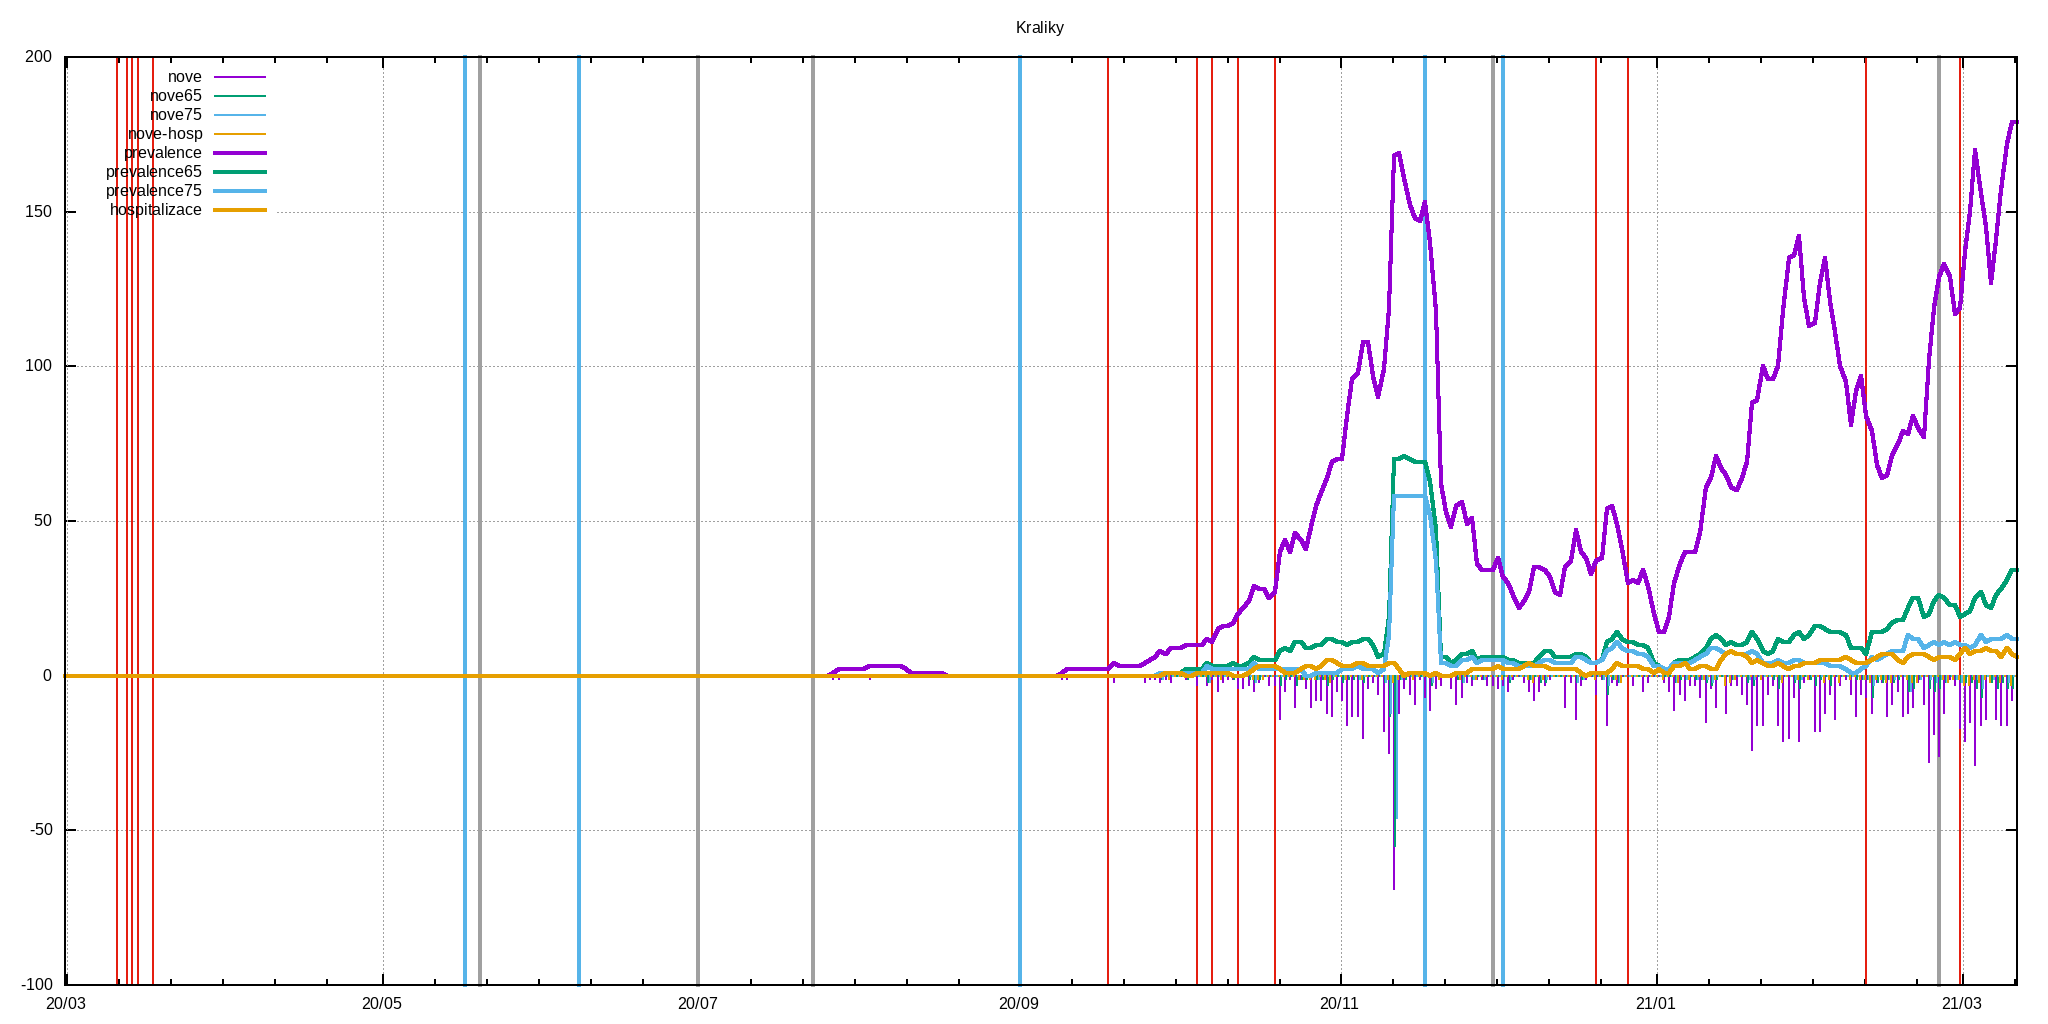 Kraliky
200
150
100
50
0
-50
-100
nove
nove65
nove75
nove-hosp
prevalence
prevalence65
prevalence75
hospitalizace
20/03 20/05 20/07 20/09 20/11 21/01 21/03